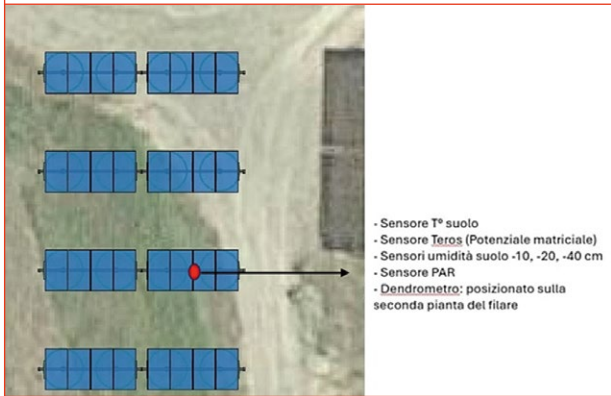 - Sensore T° suolo
- Sensore Teros (Potenziale matriciale)
- Sensori umidità suolo -10, -20, -40 cm
- Sensore PAR
- Dendrometro: posizionato sulla
seconda pianta del filare